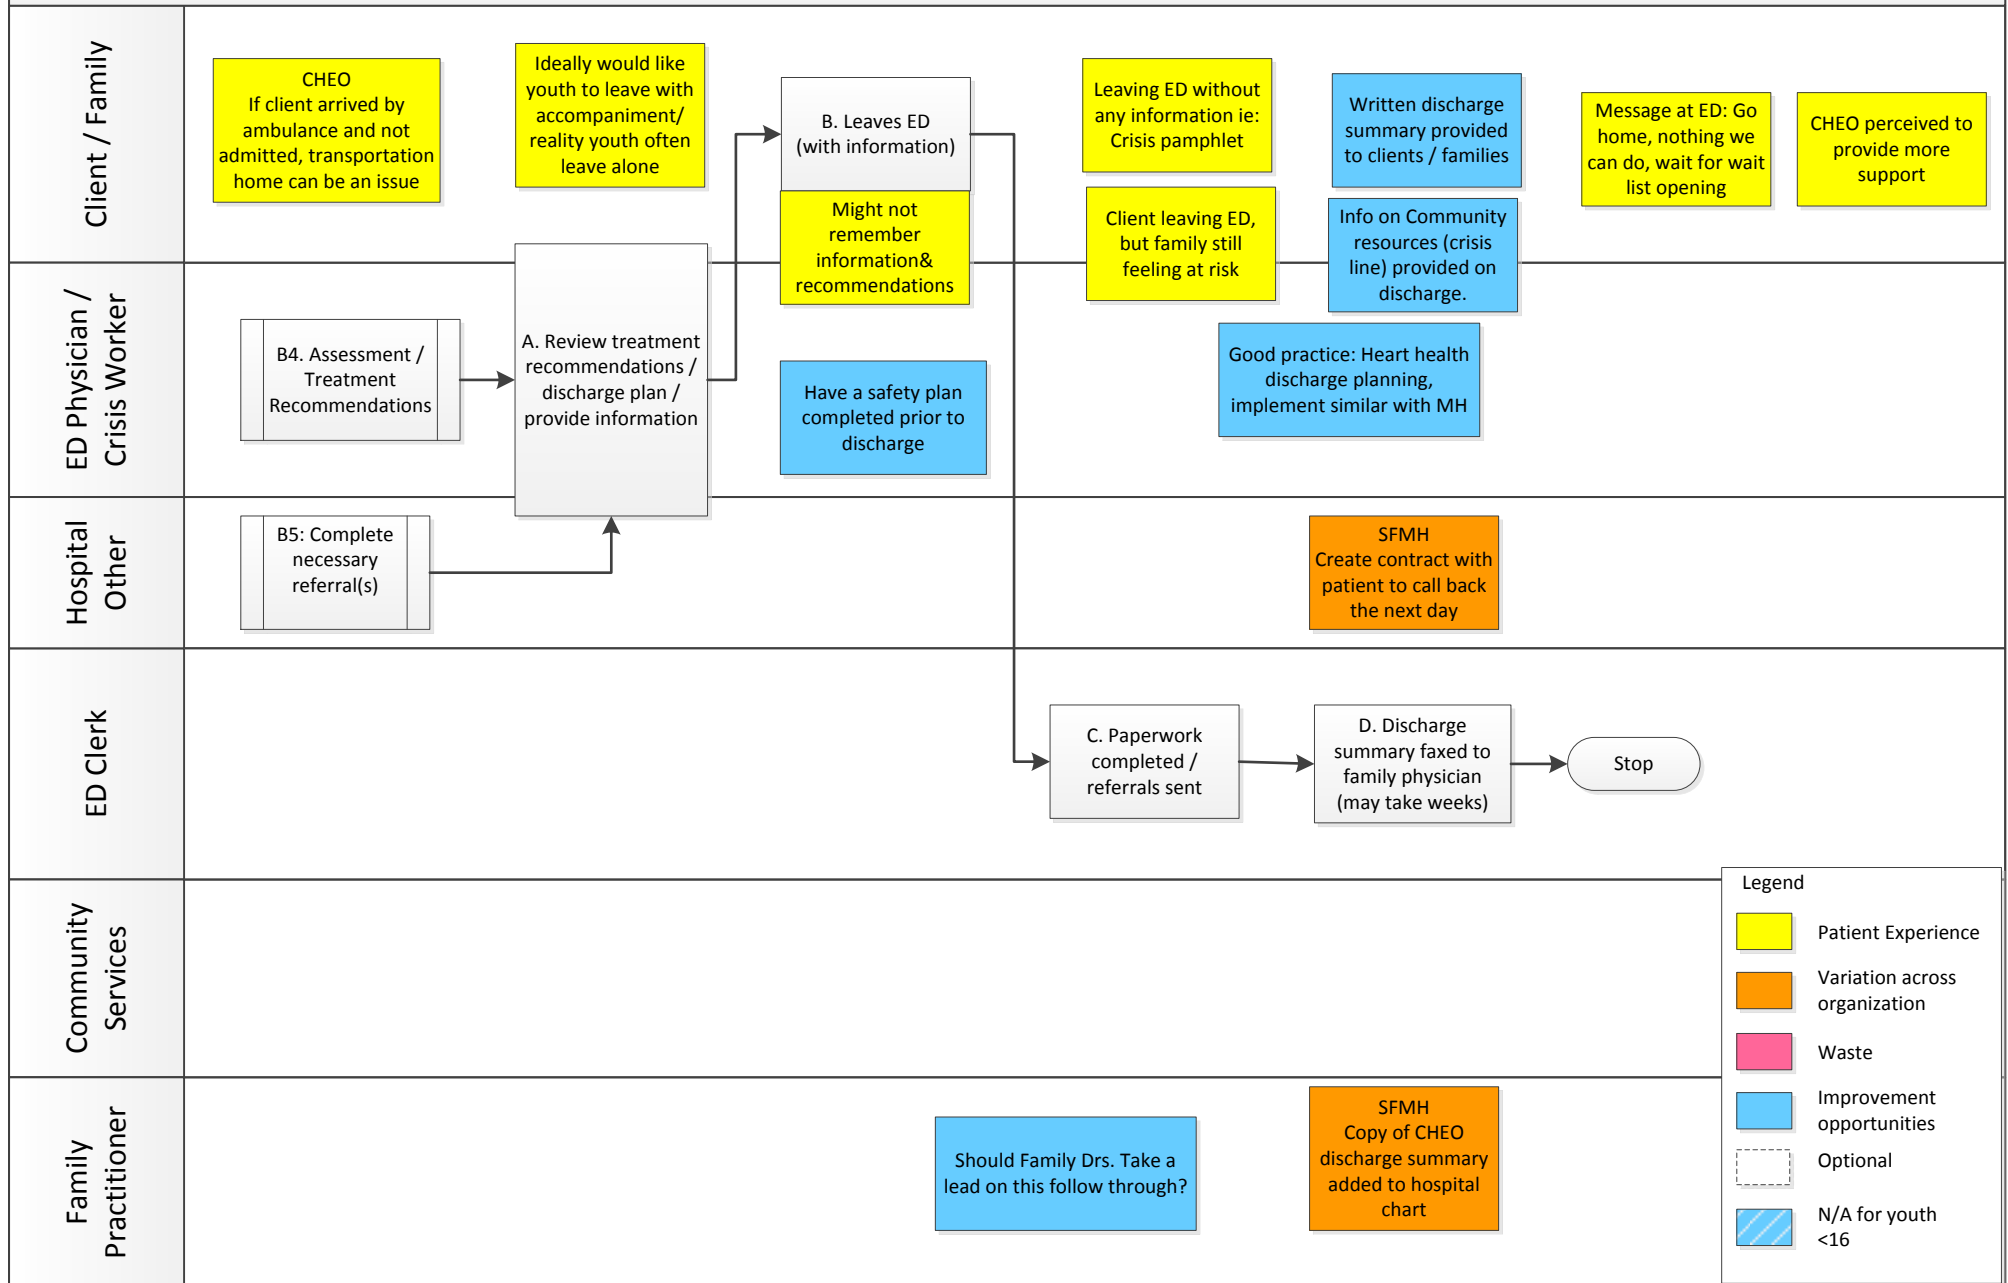 Client / Family
CHEO
If client arrived by
ambulance and not
admitted, transportation
home can be an issue
Ideally would like
youth to leave with
accompaniment/
reality youth often
leave alone
B. Leaves ED
(with information)
Might not
remember
information&
recommendations
Leaving ED without
any information ie:
Crisis pamphlet
Client leaving ED,
but family still
feeling at risk
Written discharge
summary provided
to clients / families
Info on Community
resources (crisis
line) provided on
discharge.
Message at ED: Go
home, nothing we
can do, wait for wait
list opening
CHEO perceived to
provide more
support
ED Physician /
Crisis Worker
B4. Assessment /
Treatment
Recommendations
A. Review treatment
recommendations /
discharge plan /
provide information
Have a safety plan
completed prior to
discharge
Good practice: Heart health
discharge planning,
implement similar with MH
Hospital
Other
B5: Complete
necessary
referral(s)
SFMH
Create contract with
patient to call back
the next day
ED Clerk
C. Paperwork
completed /
referrals sent
D. Discharge
summary faxed to
family physician
(may take weeks)
Stop
Community
Services
Family
Practitioner
Should Family Drs. Take a
lead on this follow through?
SFMH
Copy of CHEO
discharge summary
added to hospital
chart
Legend
Patient Experience
Variation across
organization
Waste
Improvement
opportunities
Optional
N/A for youth
<16